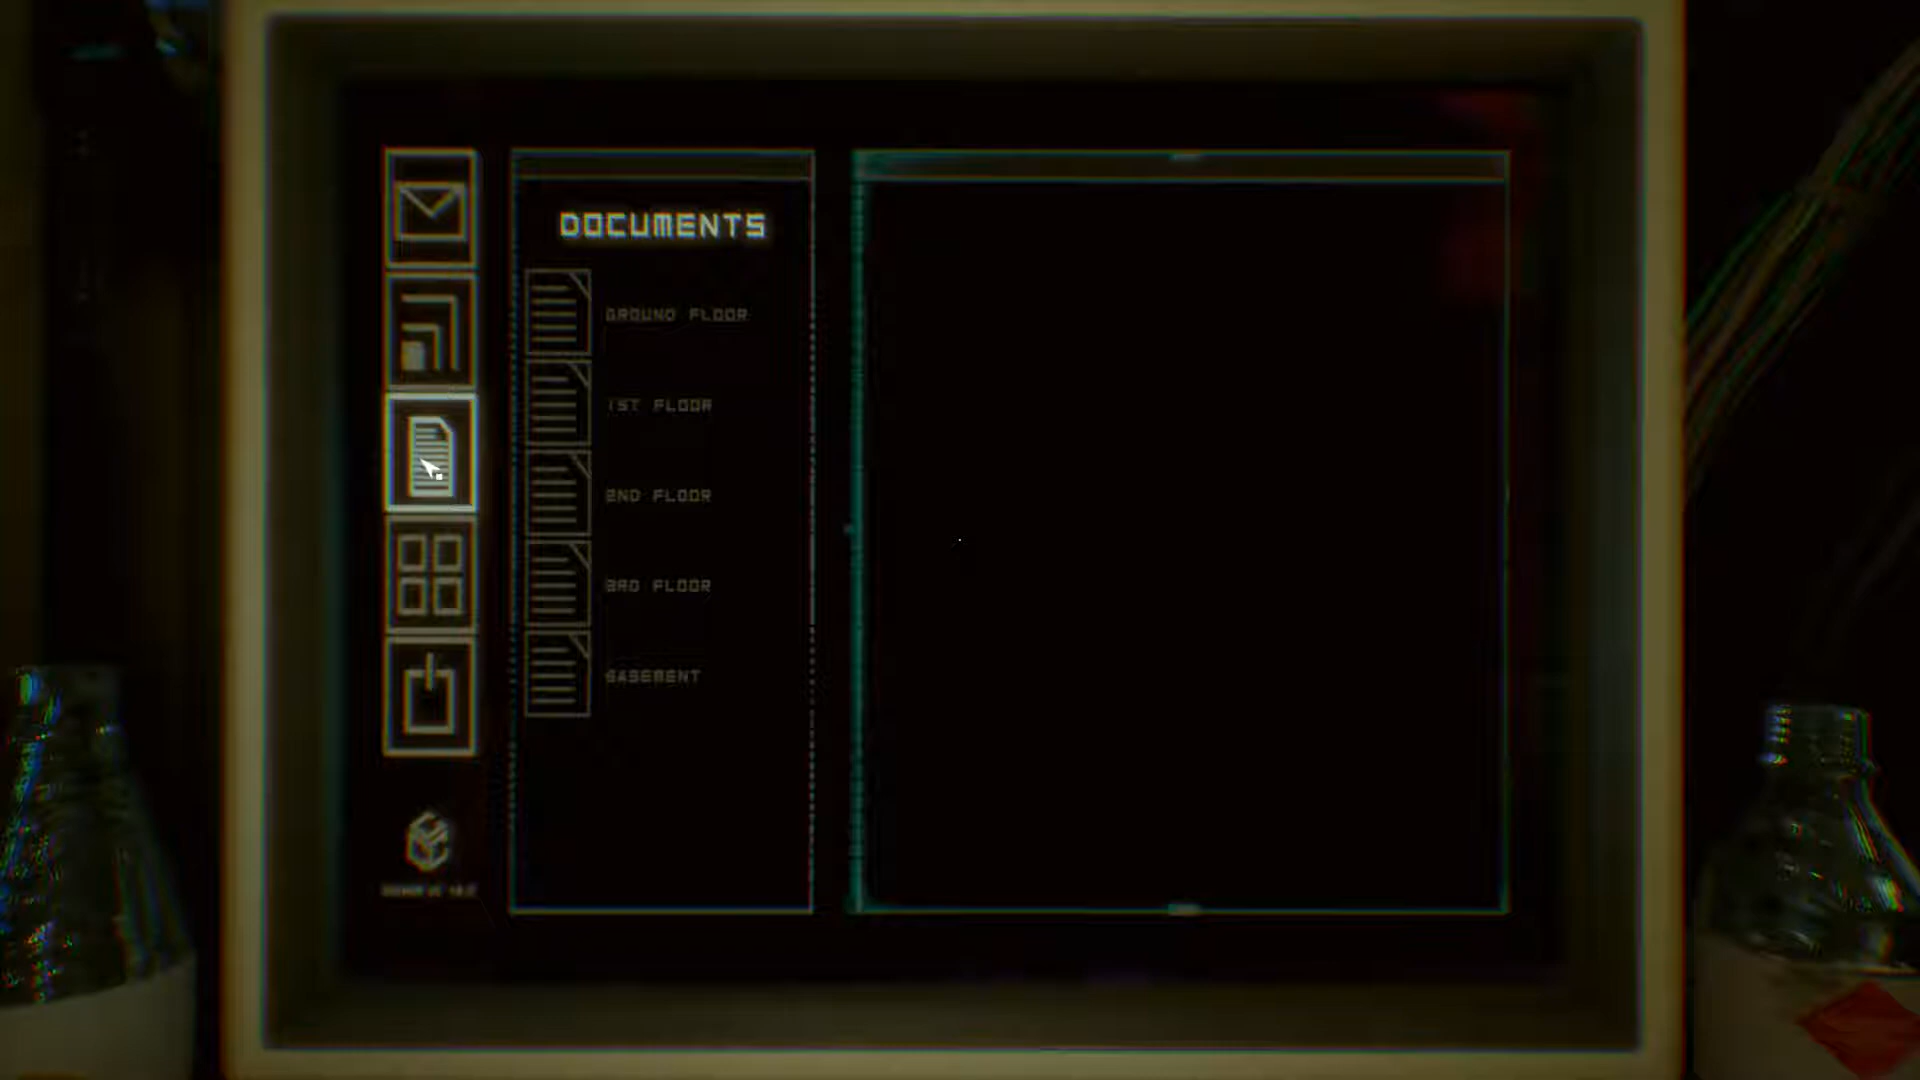 DOCUMENTS
GROUND FLOOR
1ST FLOOR
2ND FLOOR
3RD FLOOR
BASEMENT